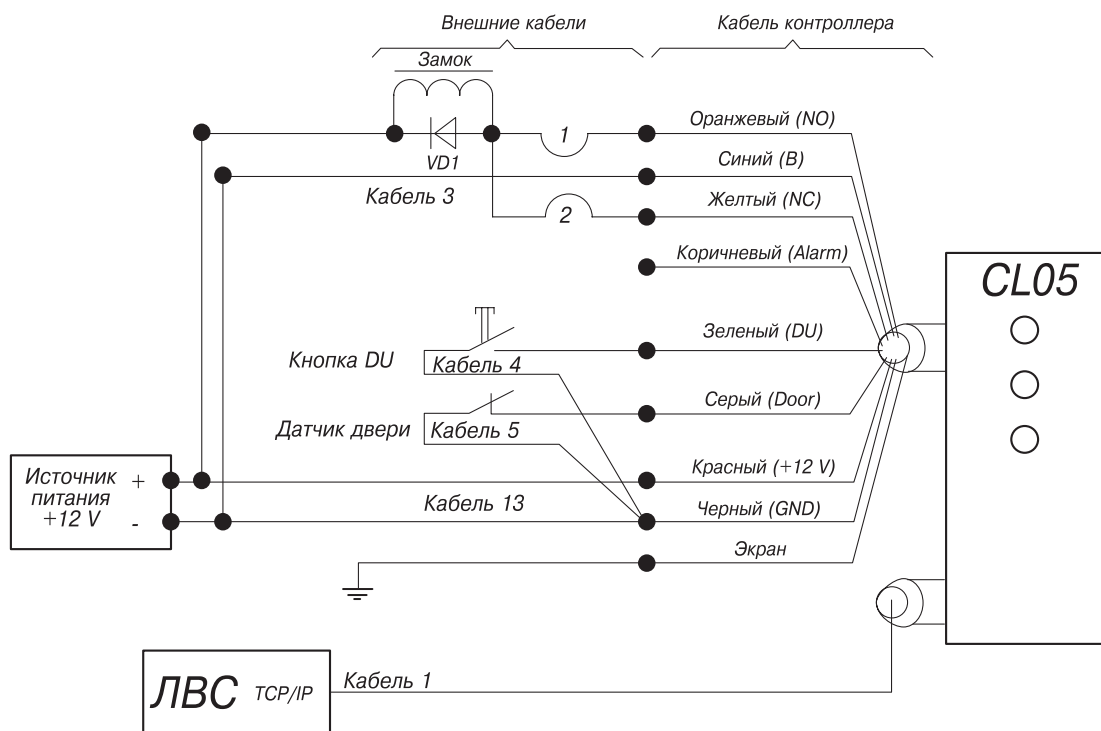 Внешние кабели
Кабель контроллера
Замок
1
Оранжевый (NO)
VD1
Синий (B)
Кабель 3
2
Желтый (NC)
Коричневый (Alarm)
CL05
Зеленый (DU)
Кнопка DU
Кабель 4
Серый (Door)
Датчик двери
Кабель 5
Источник
питания
+12 V
+
-
Красный (+12 V)
Кабель 13
Черный (GND)
Экран
ЛВС TCP/IP
Кабель 1